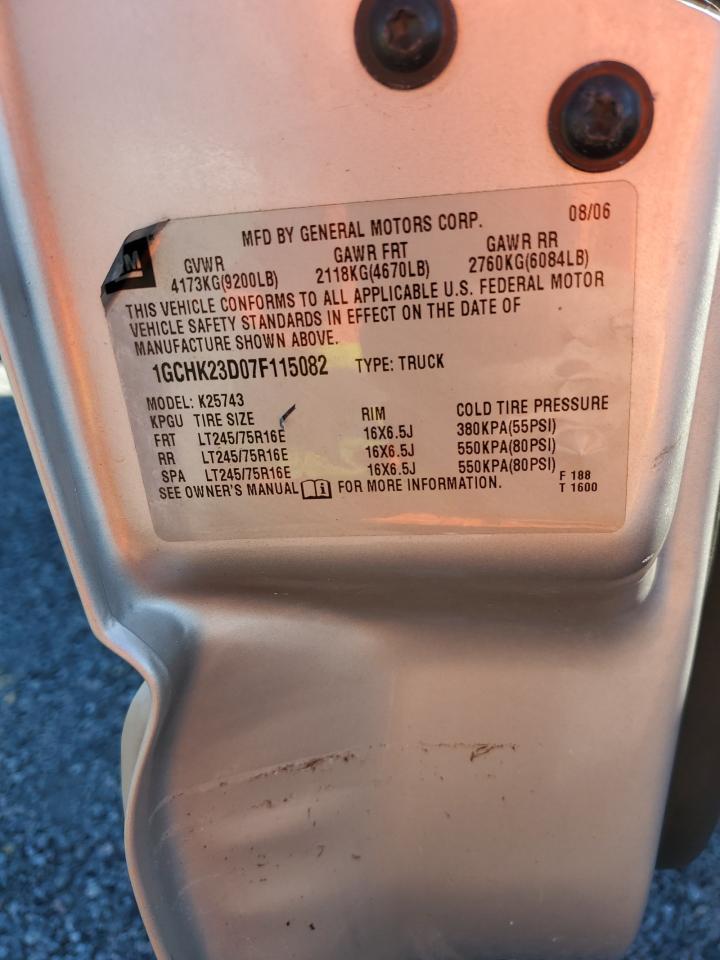 MFD BY GENERAL MOTORS CORP. 08/06
M
GVWR GAWR FRT GAWR RR
4173KG(9200LB) 2118KG(4670LB) 2760KG(6084LB)
THIS VEHICLE CONFORMS TO ALL APPLICABLE U.S. FEDERAL MOTOR
VEHICLE SAFETY STANDARDS IN EFFECT ON THE DATE OF
MANUFACTURE SHOWN ABOVE.
1GCHK23D07F115082 TYPE: TRUCK
MODEL: K25743
KPGU TIRE SIZE RIM COLD TIRE PRESSURE
FRT LT245/75R16E 16X6.5J 380KPA(55PSI)
RR LT245/75R16E 16X6.5J 550KPA(80PSI)
SPA LT245/75R16E 16X6.5J 550KPA(80PSI)
SEE OWNER'S MANUAL i FOR MORE INFORMATION. F 188
T 1600